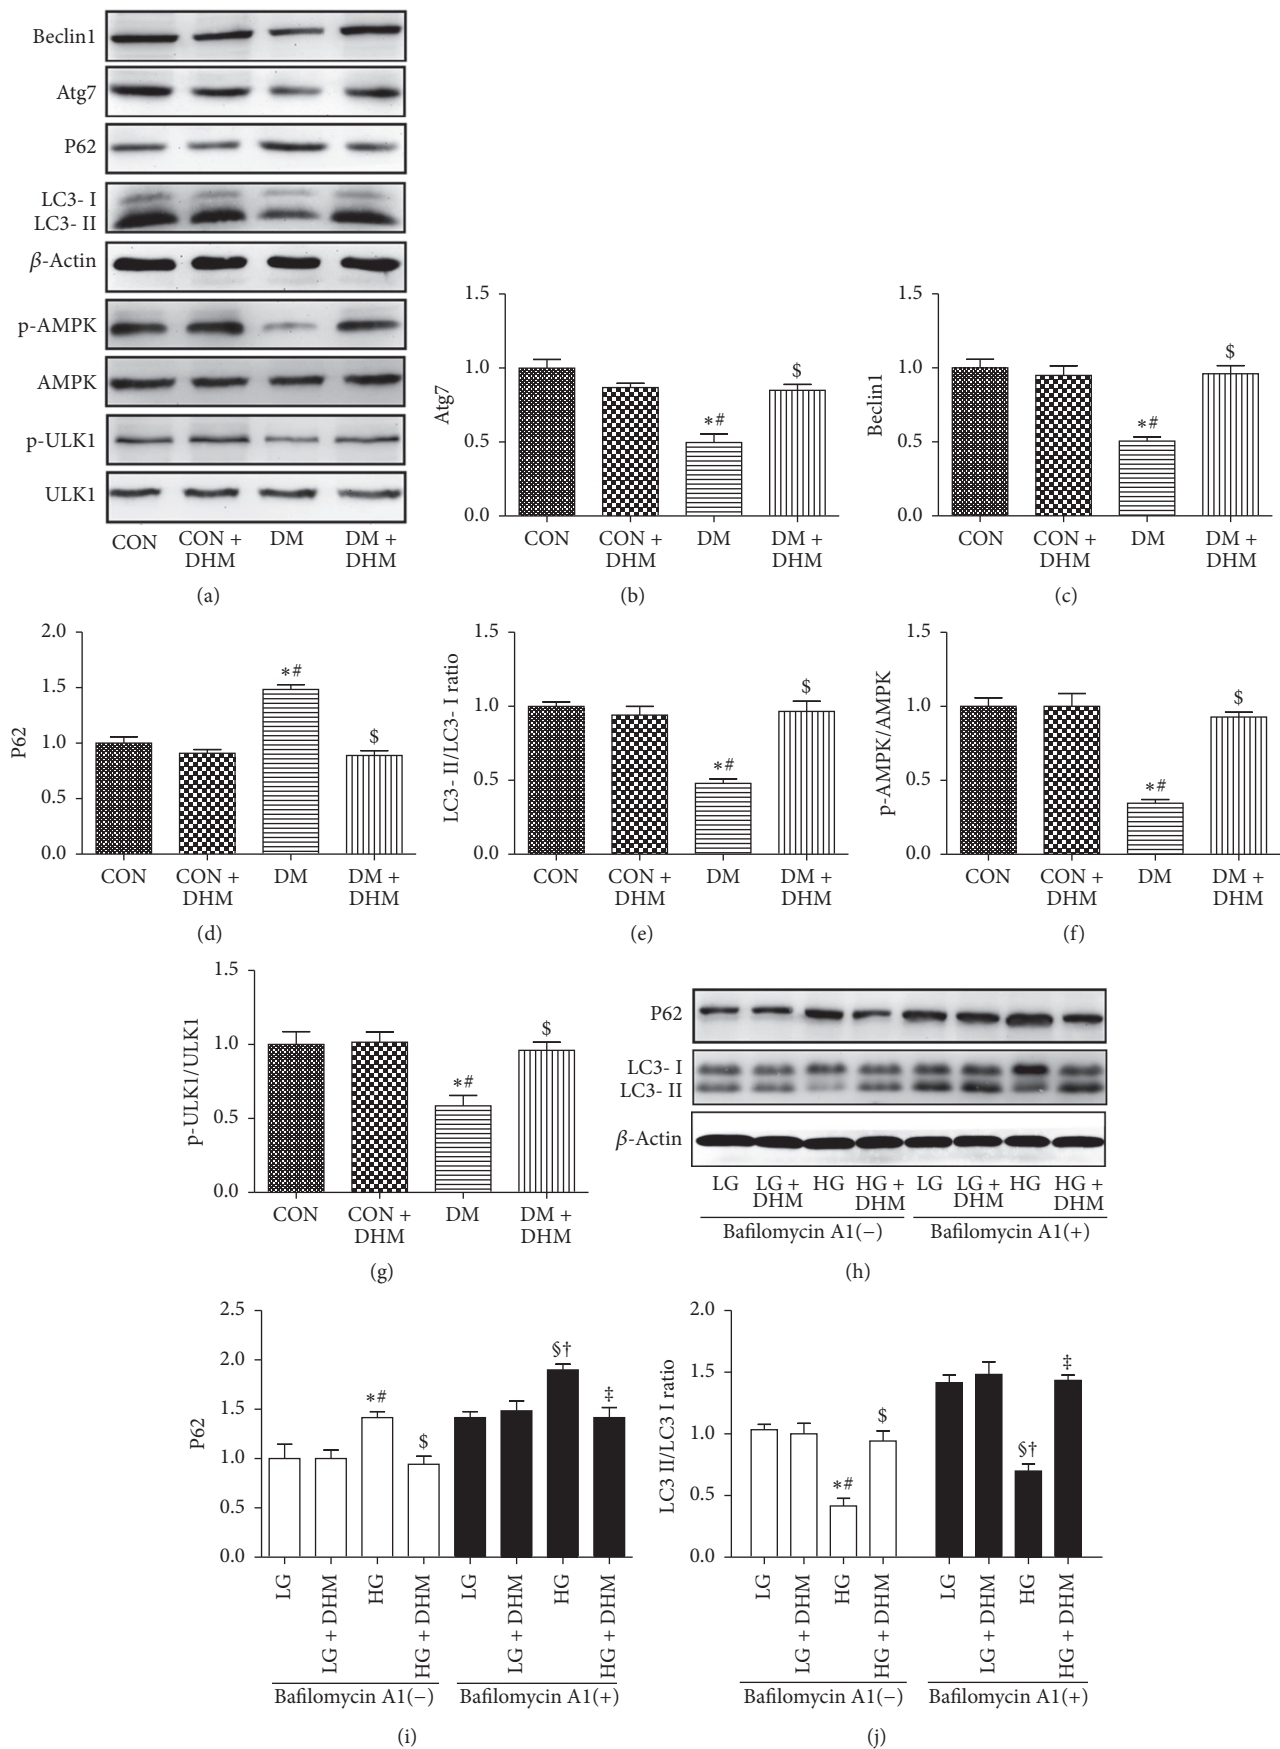 Beclin1
Atg7
P62
LC3- I
LC3- II
β-Actin
p-AMPK
AMPK
p-ULK1
ULK1
CON
CON +
DHM
DM
DM +
DHM
(a)
1.5
1.0
0.5
0.0
Atg7
*#
$
CON
CON +
DHM
DM
DM +
DHM
(b)
1.5
1.0
0.5
0.0
Beclin1
*#
$
CON
CON +
DHM
DM
DM +
DHM
(c)
2.0
1.5
1.0
0.5
0.0
P62
*#
$
CON
CON +
DHM
DM
DM +
DHM
(d)
1.5
1.0
0.5
0.0
LC3- II/LC3- I ratio
*#
$
CON
CON +
DHM
DM
DM +
DHM
(e)
1.5
1.0
0.5
0.0
p-AMPK/AMPK
*#
$
CON
CON +
DHM
DM
DM +
DHM
(f)
1.5
1.0
0.5
0.0
p-ULK1/ULK1
*#
$
CON
CON +
DHM
DM
DM +
DHM
(g)
P62
LC3- I
LC3- II
β-Actin
LG
LG +
DHM
HG
HG +
DHM
LG
LG +
DHM
HG
HG +
DHM
Bafilomycin A1(−)
Bafilomycin A1(+)
(h)
2.5
2.0
1.5
1.0
0.5
0.0
P62
*#
$
§†
‡
LG
LG + DHM
HG
HG + DHM
LG
LG + DHM
HG
HG + DHM
Bafilomycin A1(−)
Bafilomycin A1(+)
(i)
2.0
1.5
1.0
0.5
0.0
LC3 II/LC3 I ratio
*#
$
§†
‡
LG
LG + DHM
HG
HG + DHM
LG
LG + DHM
HG
HG + DHM
Bafilomycin A1(−)
Bafilomycin A1(+)
(j)